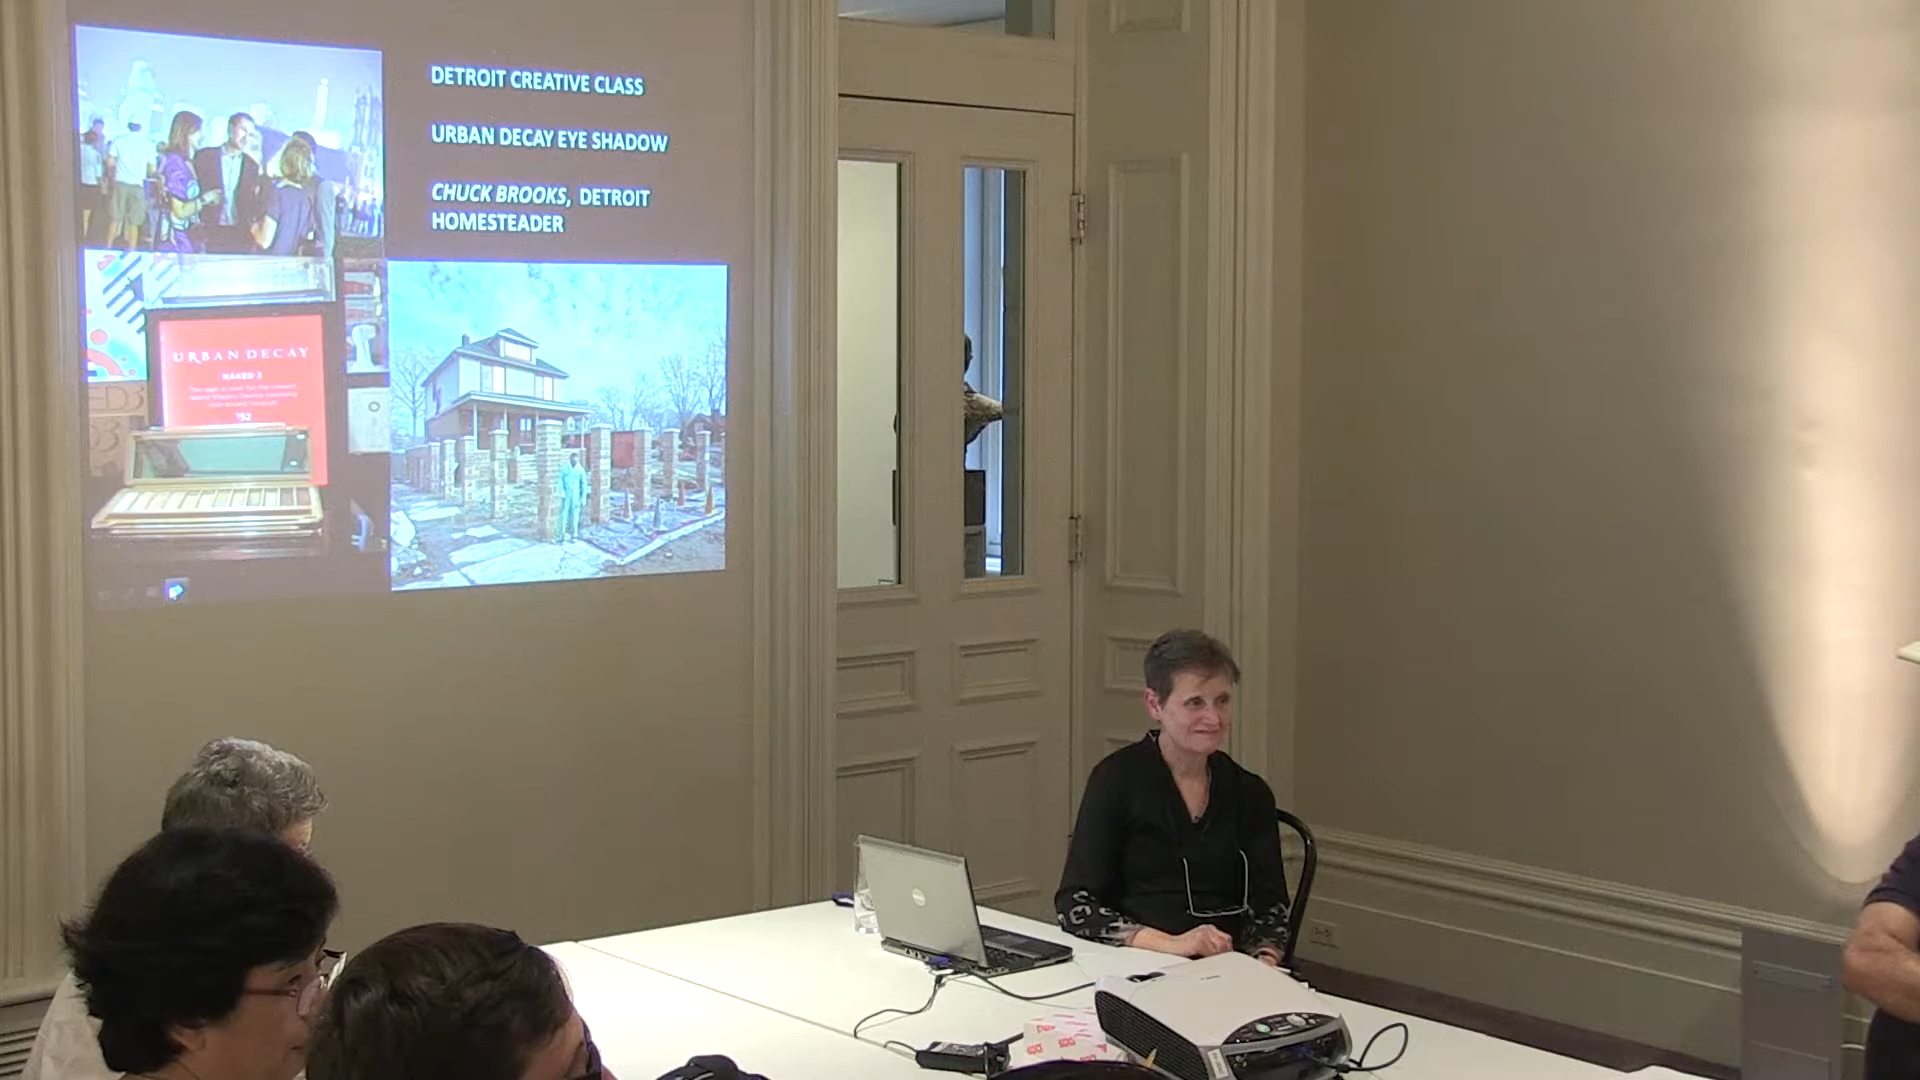 DETROIT CREATIVE CLASS
URBAN DECAY EYE SHADOW
CHUCK BROOKS, DETROIT
HOMESTEADER
URBAN DECAY
NAKED 3
$52